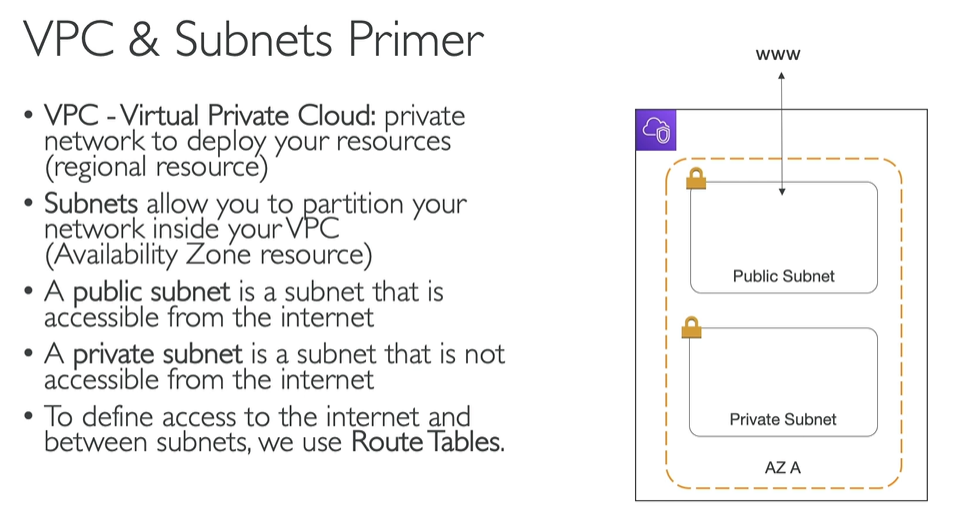 VPC & Subnets Primer
• VPC - Virtual Private Cloud: private
network to deploy your resources
(regional resource)
• Subnets allow you to partition your
network inside your VPC
(Availability Zone resource)
• A public subnet is a subnet that is
accessible from the internet
• A private subnet is a subnet that is not
accessible from the internet
• To define access to the internet and
between subnets, we use Route Tables.
www
Public Subnet
Private Subnet
AZ A